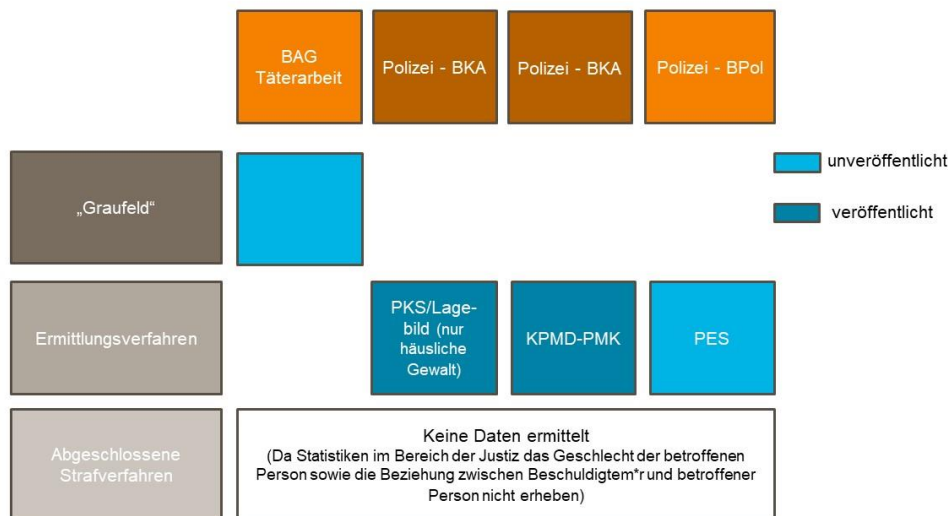 BAG
Täterarbeit
Polizei - BKA
Polizei - BKA
Polizei - BPol
unveröffentlicht
veröffentlicht
„Graufeld“
Ermittlungsverfahren
PKS/Lage-
bild (nur
häusliche
Gewalt)
KPMD-PMK
PES
Abgeschlossene
Strafverfahren
Keine Daten ermittelt
(Da Statistiken im Bereich der Justiz das Geschlecht der betroffenen
Person sowie die Beziehung zwischen Beschuldigtem*r und betroffener
Person nicht erheben)